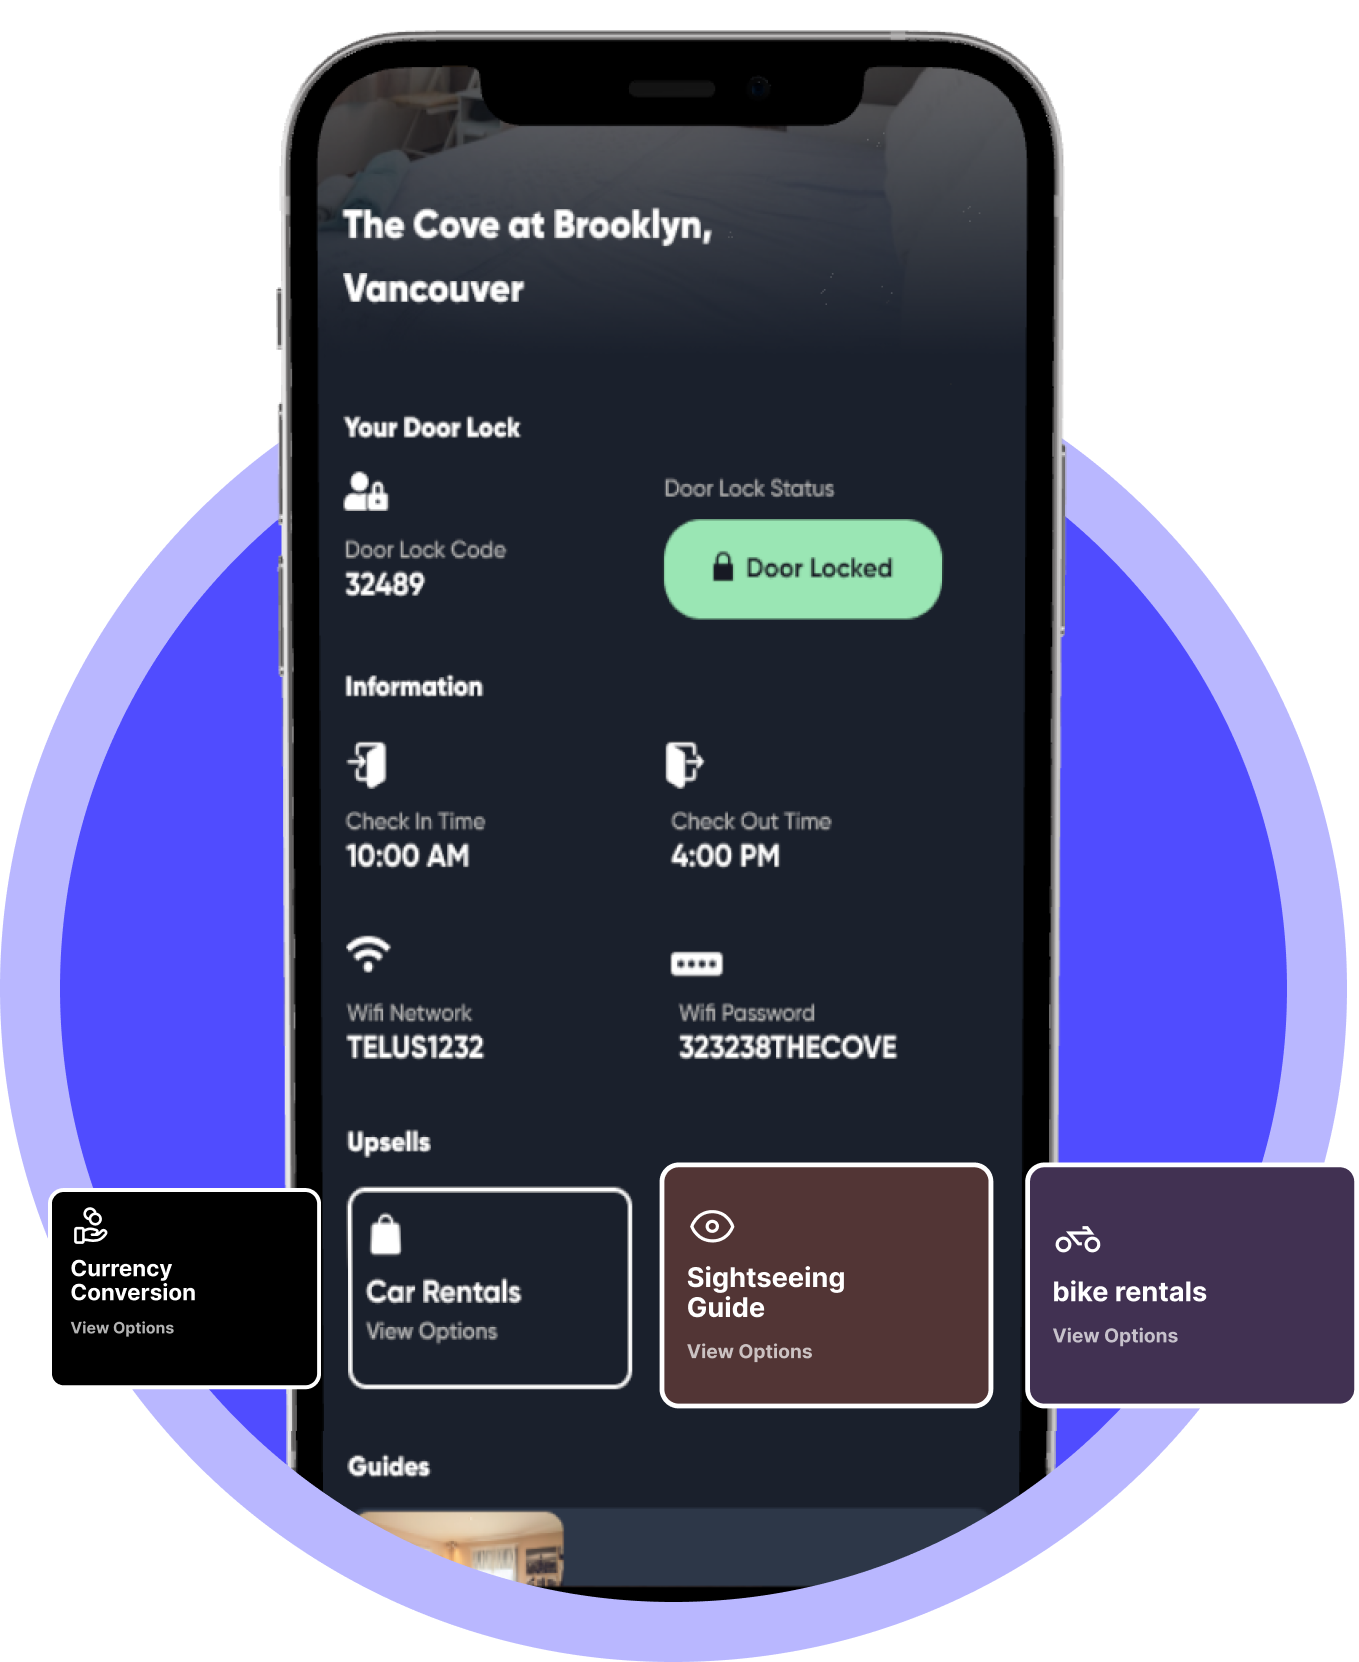 The Cove at Brooklyn,
Vancouver
Your Door Lock
Door Lock Code
32489
Door Lock Status
Door Locked
Information
Check In Time
10:00 AM
Check Out Time
4:00 PM
Wifi Network
TELUS1232
Wifi Password
323238THECOVE
Upsells
Currency
Conversion
View Options
Car Rentals
View Options
Sightseeing
Guide
View Options
bike rentals
View Options
Guides